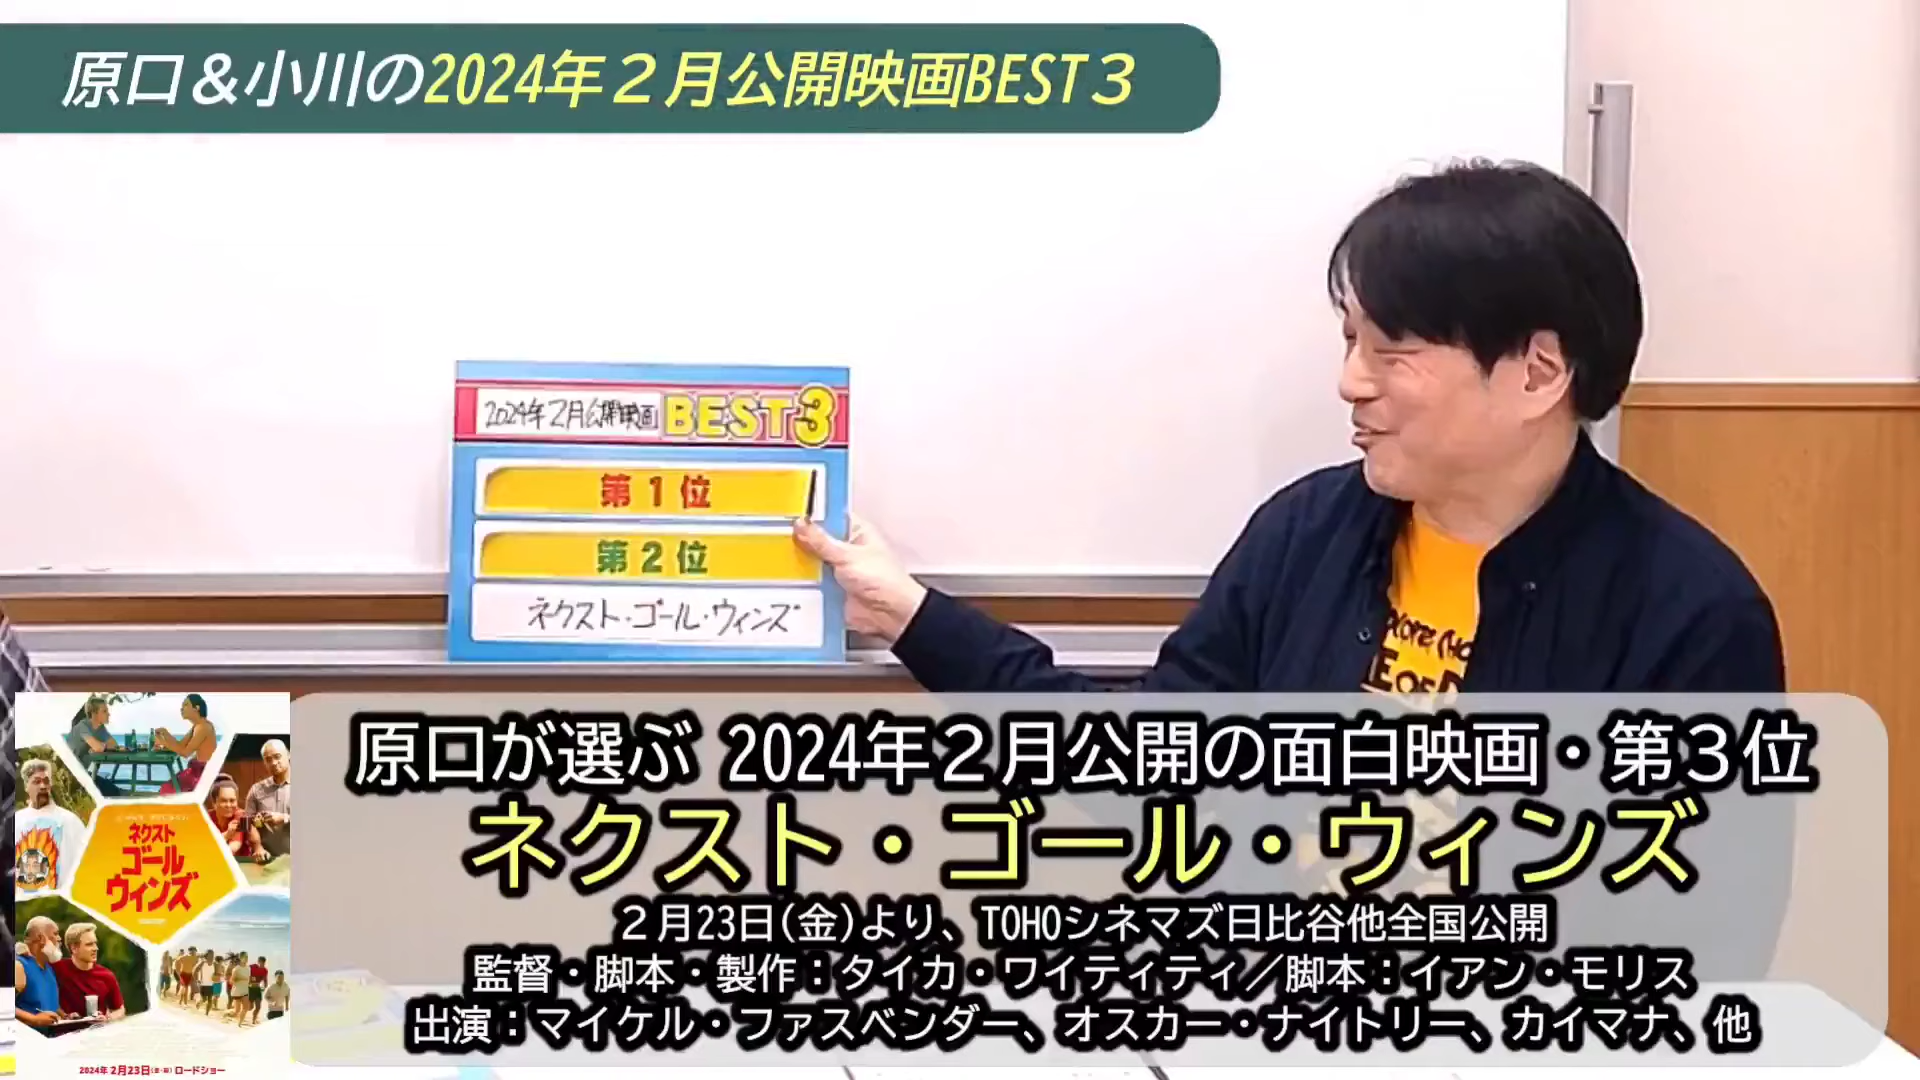 原口＆小川の2024年２月公開映画BEST３
2024年2月公開映画 BEST3
第1位
第2位
ネクスト・ゴール・ウィンズ
原口が選ぶ 2024年２月公開の面白映画・第３位
ネクスト・ゴール・ウィンズ
２月23日(金)より、TOHOシネマズ日比谷他全国公開
監督・脚本・製作：タイカ・ワイティティ／脚本：イアン・モリス
出演：マイケル・ファスベンダー、オスカー・ナイトリー、カイマナ、他
ネクスト
ゴール
ウィンズ
2024年 2月23日(金・祝) ロードショー